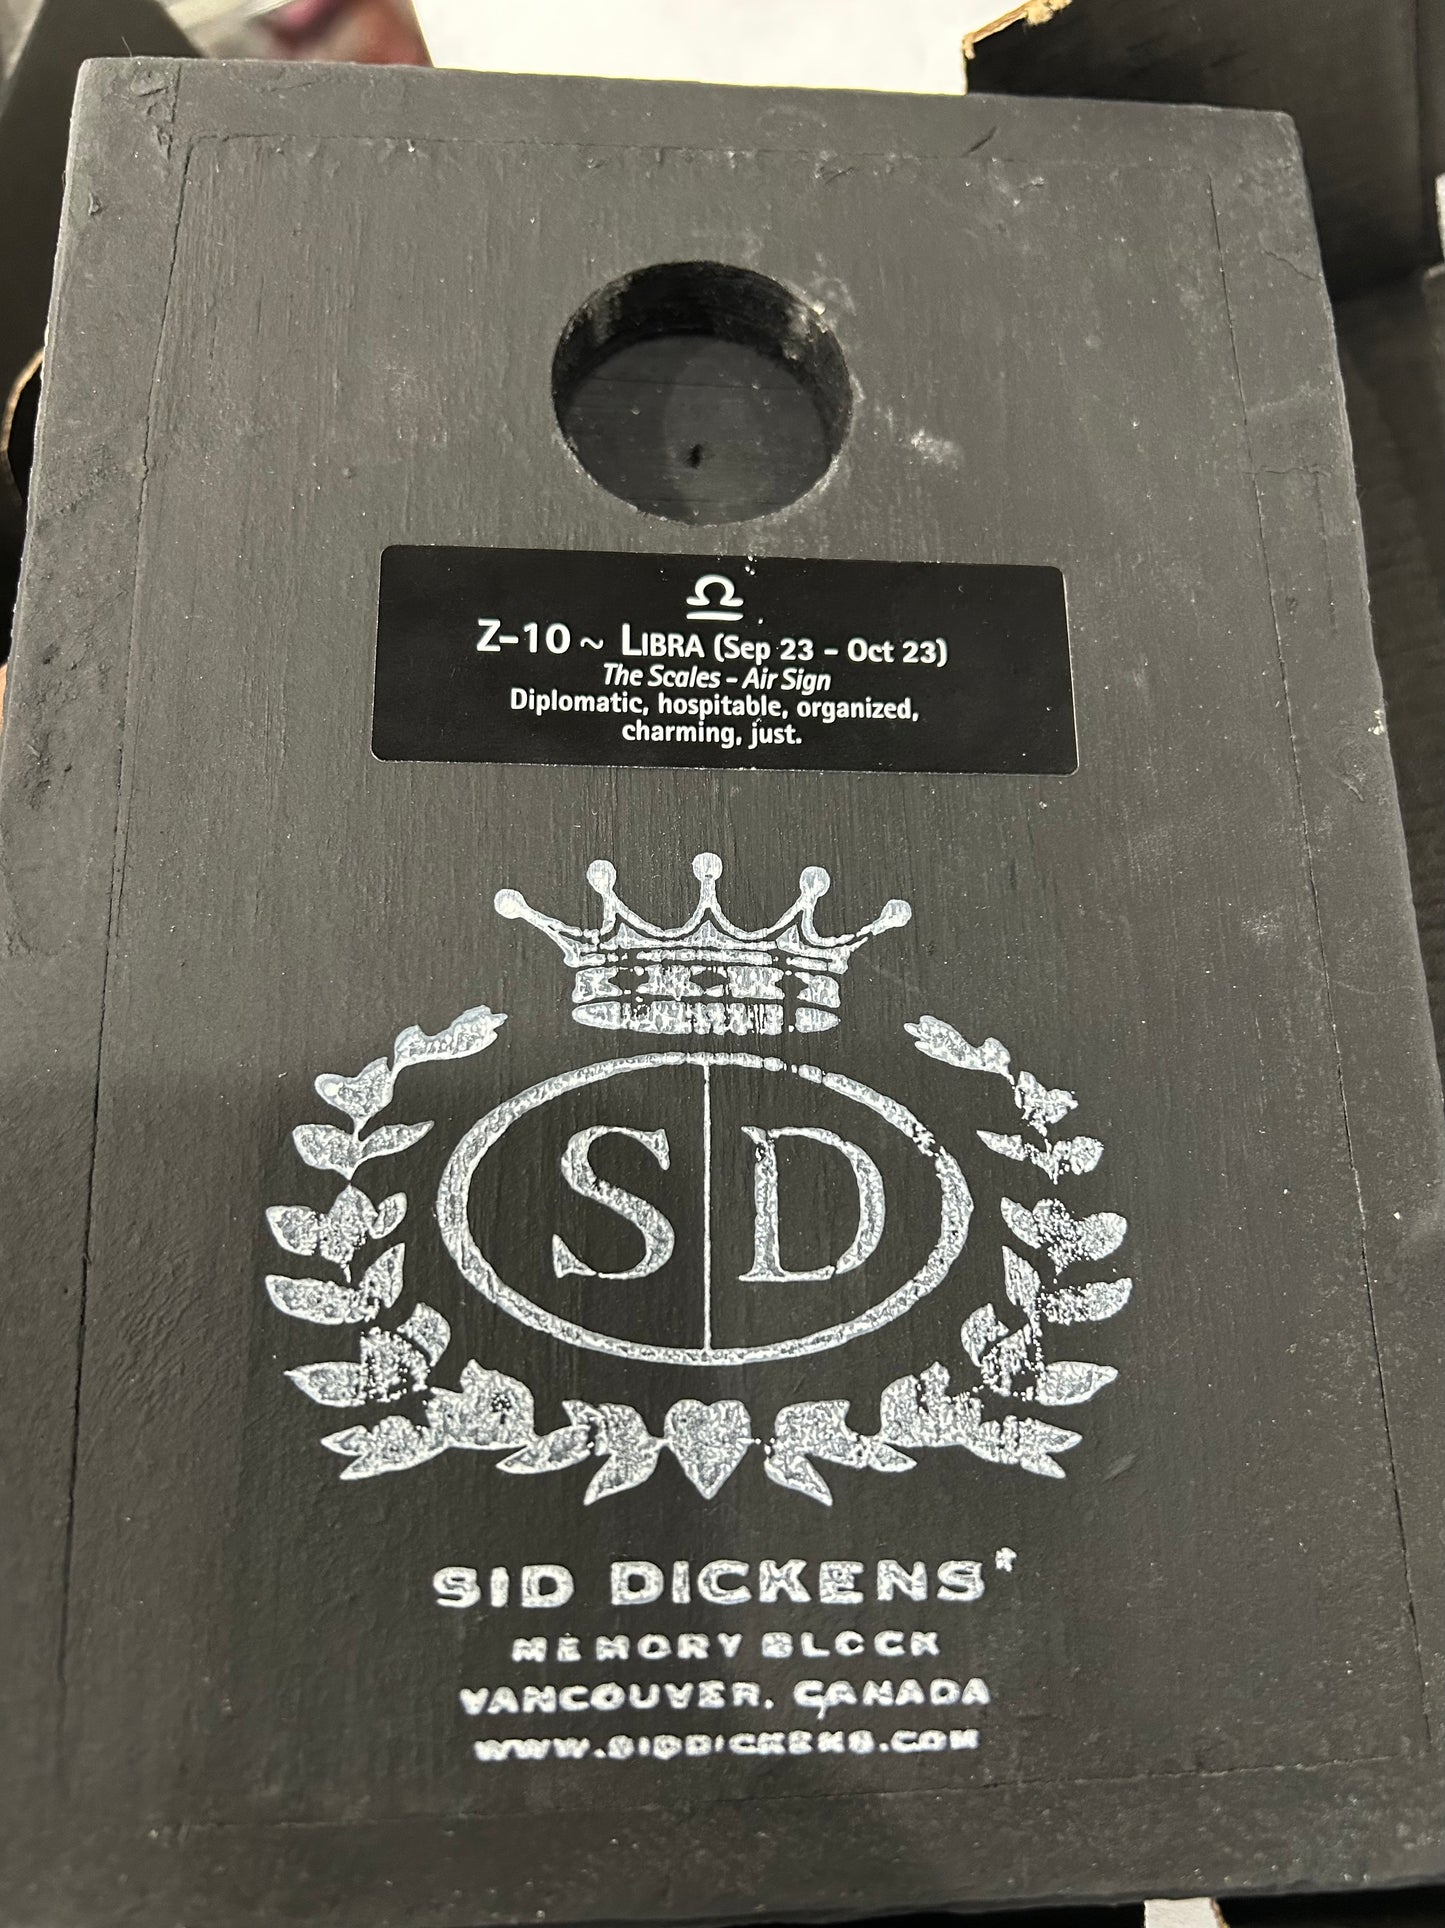 ♎
Z-10 ~ LIBRA (Sep 23 - Oct 23)
The Scales - Air Sign
Diplomatic, hospitable, organized,
charming, just.
S D
SID DICKENS®
MEMORY BLOCK
VANCOUVER, CANADA
WWW.SIDDICKENS.COM